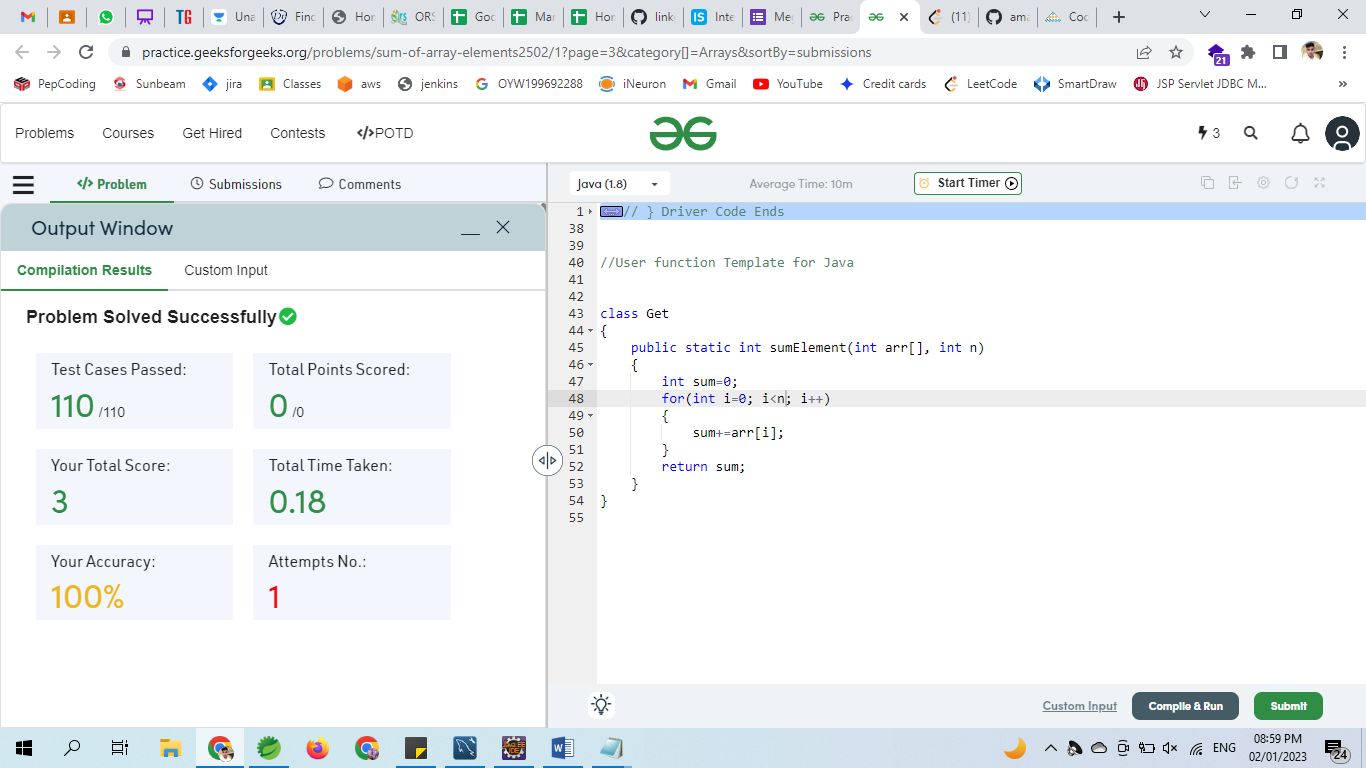 TG Una Find Hor ORS Goo Mar Hor link Inte Me Prac (11) ama Coc
practice.geeksforgeeks.org/problems/sum-of-array-elements2502/1?page=3&category[]=Arrays&sortBy=submissions
21
PepCoding Sunbeam jira Classes aws jenkins OYW199692288 iNeuron Gmail YouTube Credit cards LeetCode SmartDraw JSP Servlet JDBC M... »
Problems Courses Get Hired Contests </>POTD 3
</> Problem Submissions Comments
Java (1.8) Average Time: 10m Start Timer
Output Window
Compilation Results Custom Input
Problem Solved Successfully
Test Cases Passed: Total Points Scored:
110 /110 0 /0
Your Total Score: Total Time Taken:
3 0.18
Your Accuracy: Attempts No.:
100% 1
1 // } Driver Code Ends
38
39
40 //User function Template for Java
41
42
43 class Get
44 {
45 public static int sumElement(int arr[], int n)
46 {
47 int sum=0;
48 for(int i=0; i<n; i++)
49 {
50 sum+=arr[i];
51 }
52 return sum;
53 }
54 }
55
Custom Input Compile & Run Submit
ENG 08:59 PM
02/01/2023 24